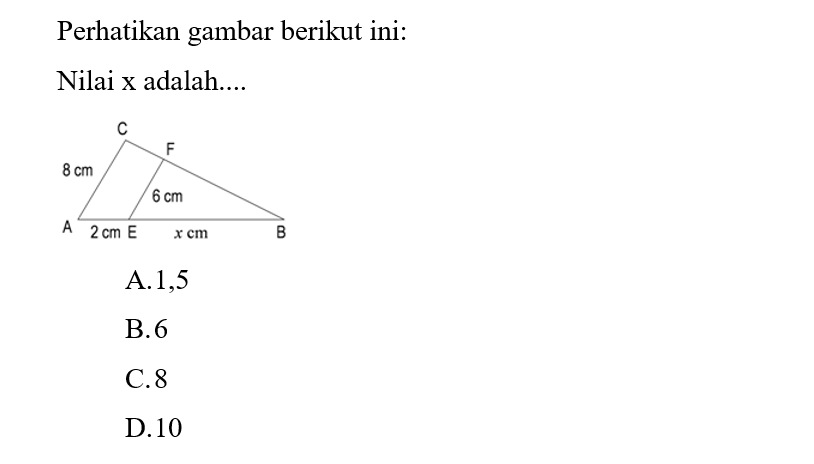 Perhatikan gambar berikut ini:
Nilai x adalah....
C
F
8 cm
6 cm
A 2 cm E x cm B
A.1,5
B.6
C.8
D.10